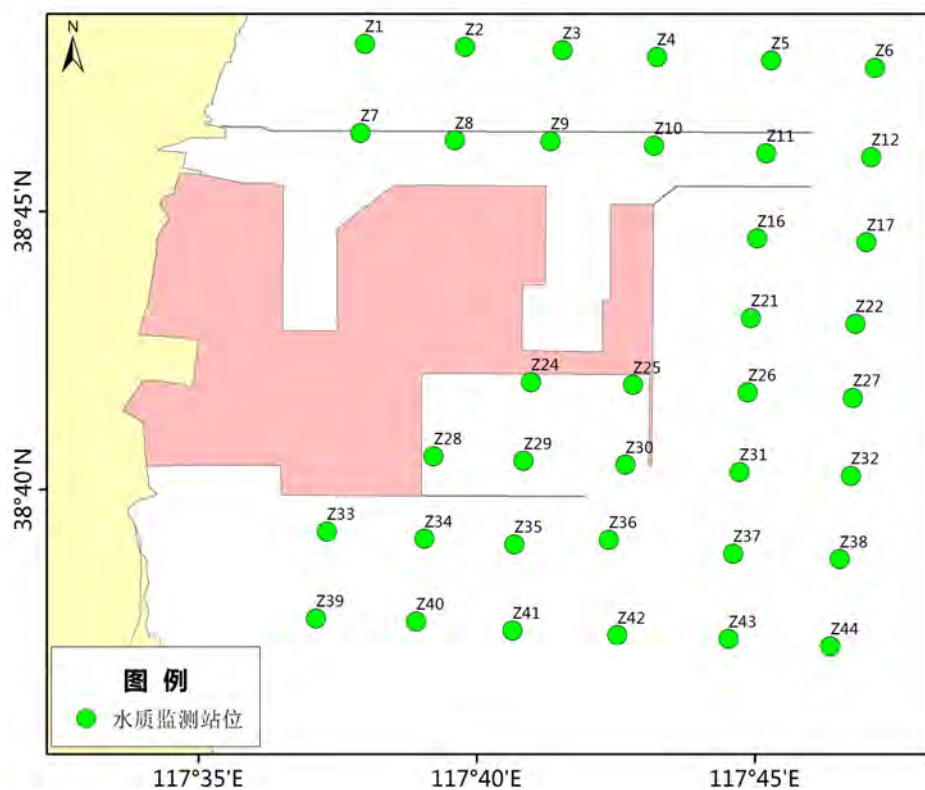 N
Z1 Z2 Z3 Z4 Z5 Z6
Z7 Z8 Z9 Z10 Z11 Z12
38°45'N
Z16 Z17
Z21 Z22
Z24 Z25 Z26 Z27
Z28 Z29 Z30 Z31 Z32
38°40'N
Z33 Z34 Z35 Z36 Z37 Z38
Z39 Z40 Z41 Z42 Z43 Z44
图 例
水质监测站位
117°35'E 117°40'E 117°45'E